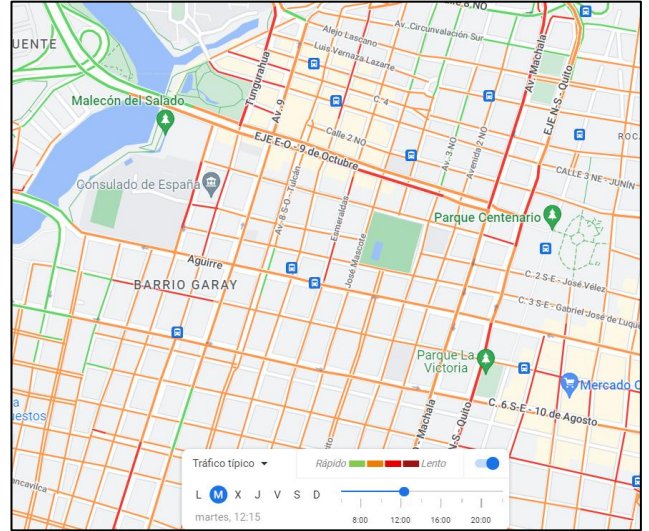 Calle 8 NO
UENTE
Alejo Lascano
Av. Circunvalación Sur
Luis Vernaza Lazarte
Av. Machala
EJE N-S - Quito
Tungurahua
Malecón del Salado
Av. 9
C. 4
Calle 2 NO
Av. 3 NO
Avenida 2 NO
ROC
EJE E-O - 9 de Octubre
CALLE 3 NE - JUNÍN
Consulado de España
Av. 8 S-O - Tulcán
Esmeraldas
José Mascote
Parque Centenario
Aguirre
BARRIO GARAY
C. 2 S-E - José Vélez
C. 3 S-E - Gabriel José de Luque
Parque La
Victoria
Mercado C
a
estos
C. 6 S-E - 10 de Agosto
- Machala
N-S - Quito
ancavilca
Tráfico típico
Rápido
Lento
L M X J V S D
martes, 12:15
8:00 12:00 16:00 20:00